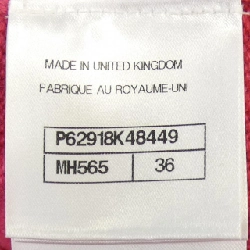 MADE IN UNITED KINGDOM
FABRIQUE AU ROYAUME-UNI
P62918K48449
MH565 36